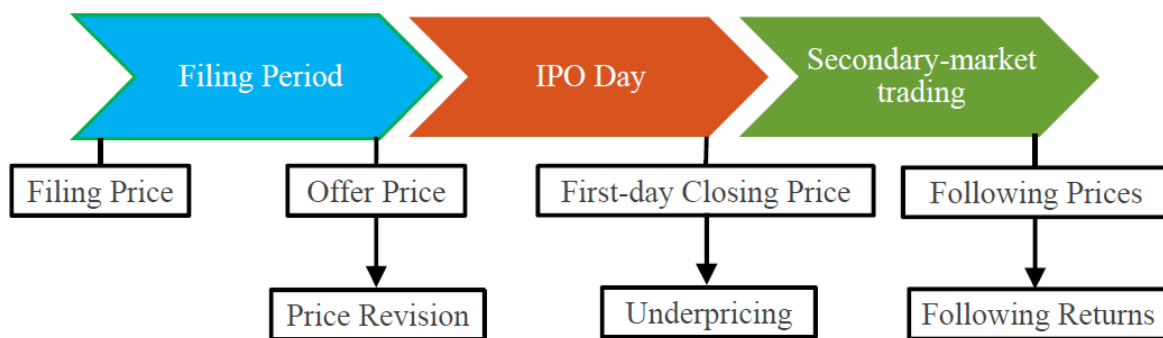 Filing Period
IPO Day
Secondary-market
trading
Filing Price
Offer Price
First-day Closing Price
Following Prices
Price Revision
Underpricing
Following Returns